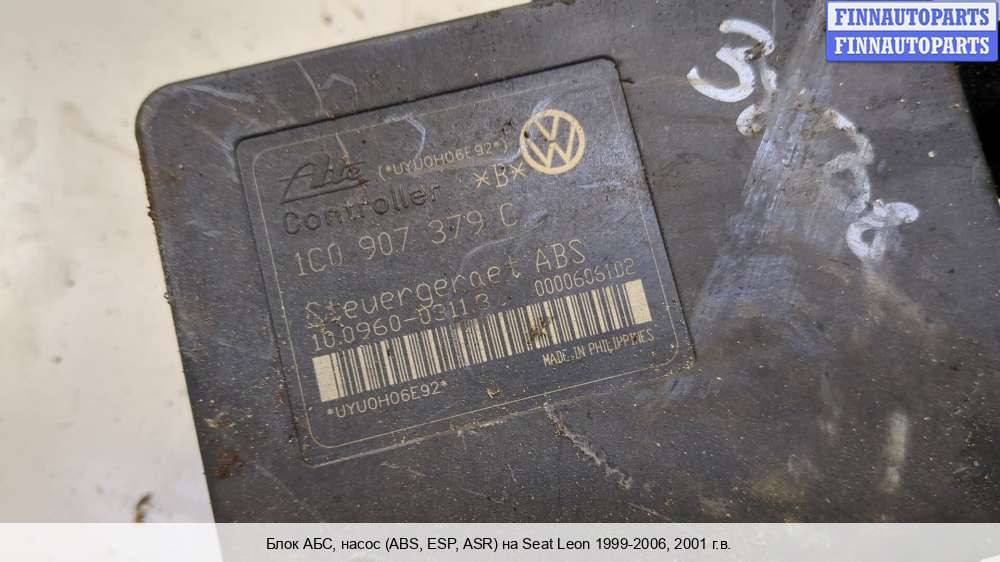 FINNAUTOPARTS
FINNAUTOPARTS
Ate
(*UYU0H06E92*)
Controller *B*
1C0 907 379 C
Steuergeraet ABS
10.0960-0311.3 0000606102
MADE IN PHILIPPINES
*UYU0H06E92*
Блок АБС, насос (ABS, ESP, ASR) на Seat Leon 1999-2006, 2001 г.в.